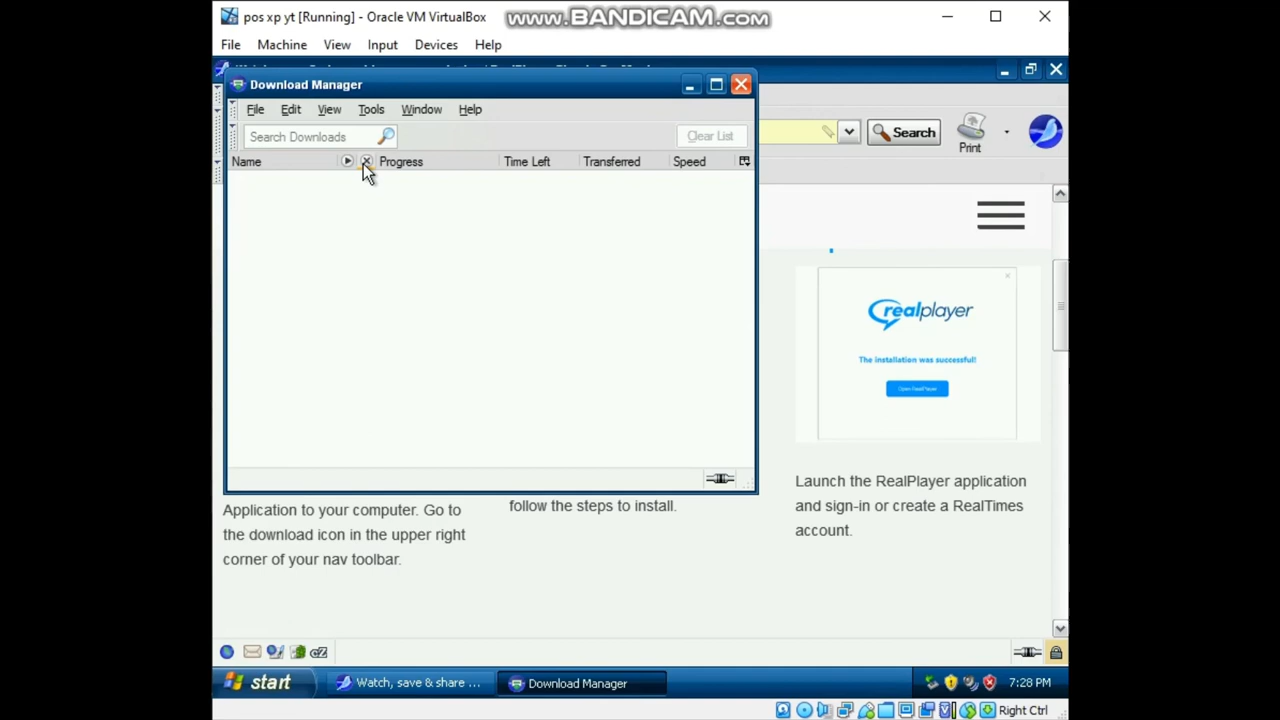 pos xp yt [Running] - Oracle VM VirtualBox
www.BANDICAM.com
File Machine View Input Devices Help
Download Manager
File Edit View Tools Window Help
Search Downloads
Clear List
Search
Print
Name Progress Time Left Transferred Speed
realplayer
The installation was successful!
Open RealPlayer
Launch the RealPlayer application
and sign-in or create a RealTimes
account.
follow the steps to install.
Application to your computer. Go to
the download icon in the upper right
corner of your nav toolbar.
start
Watch, save & share ...
Download Manager
7:28 PM
Right Ctrl